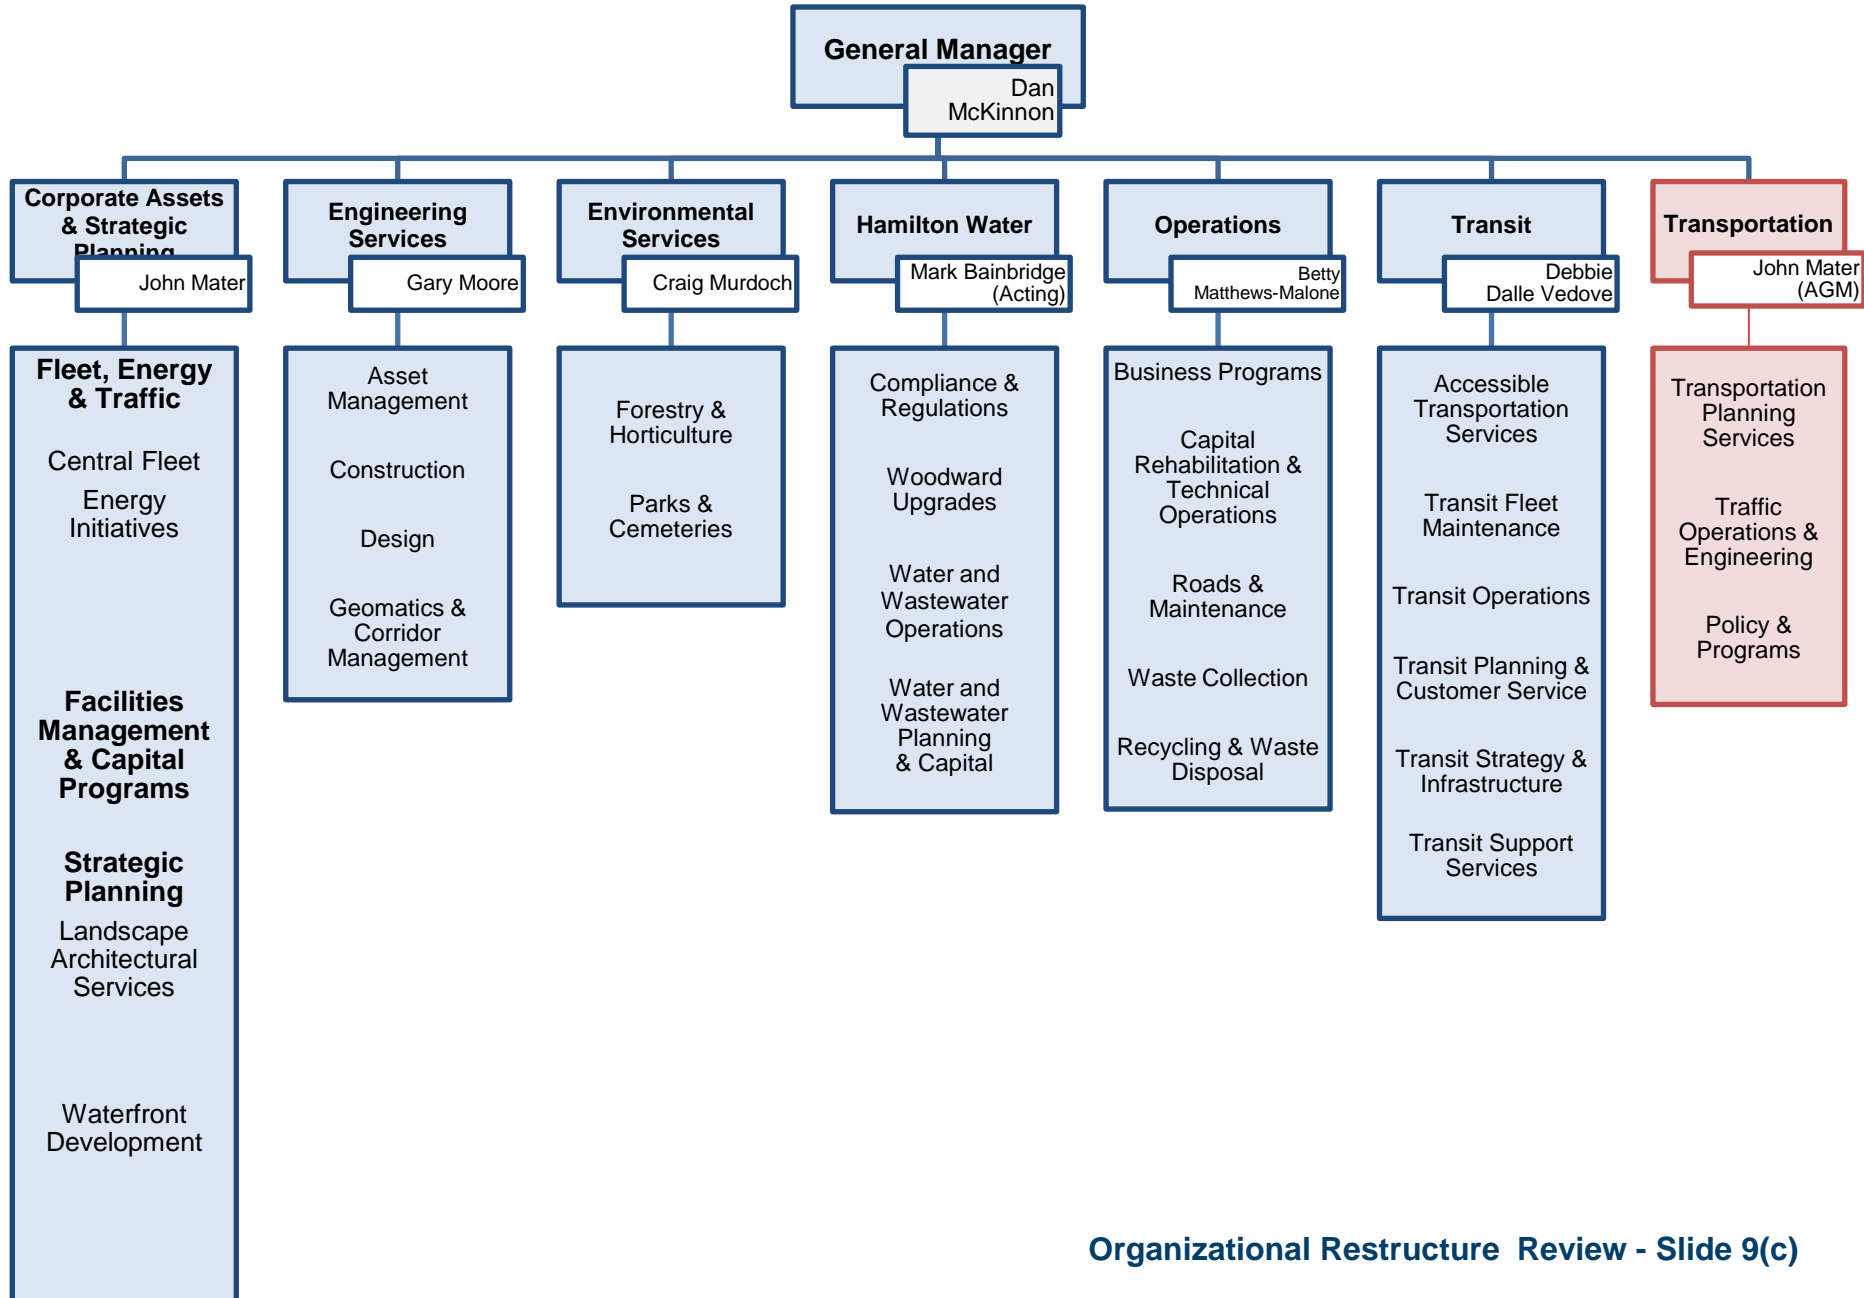 General Manager
Dan
McKinnon
Corporate Assets
& Strategic
Planning
John Mater
Fleet, Energy
& Traffic
Central Fleet
Energy
Initiatives
Facilities
Management
& Capital
Programs
Strategic
Planning
Landscape
Architectural
Services
Waterfront
Development
Engineering
Services
Gary Moore
Asset
Management
Construction
Design
Geomatics &
Corridor
Management
Environmental
Services
Craig Murdoch
Forestry &
Horticulture
Parks &
Cemeteries
Hamilton Water
Mark Bainbridge
(Acting)
Compliance &
Regulations
Woodward
Upgrades
Water and
Wastewater
Operations
Water and
Wastewater
Planning
& Capital
Operations
Betty
Matthews-Malone
Business Programs
Capital
Rehabilitation &
Technical
Operations
Roads &
Maintenance
Waste Collection
Recycling & Waste
Disposal
Transit
Debbie
Dalle Vedove
Accessible
Transportation
Services
Transit Fleet
Maintenance
Transit Operations
Transit Planning &
Customer Service
Transit Strategy &
Infrastructure
Transit Support
Services
Transportation
John Mater
(AGM)
Transportation
Planning
Services
Traffic
Operations &
Engineering
Policy &
Programs
Organizational Restructure  Review - Slide 9(c)